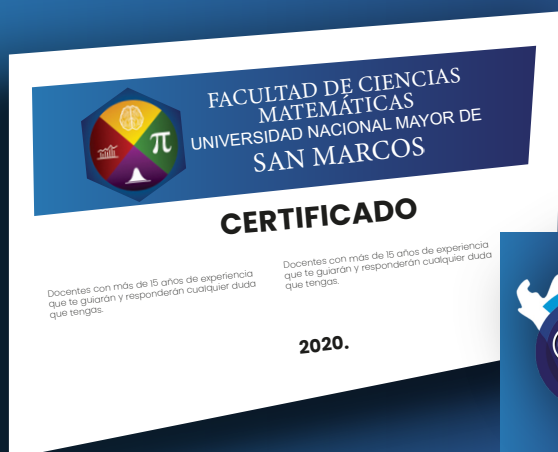 FACULTAD DE CIENCIAS
MATEMÁTICAS
UNIVERSIDAD NACIONAL MAYOR DE
SAN MARCOS
π
CERTIFICADO
Docentes con más de 15 años de experiencia
que te guiarán y responderán cualquier duda
que tengas.
Docentes con más de 15 años de experiencia
que te guiarán y responderán cualquier duda
que tengas.
2020.